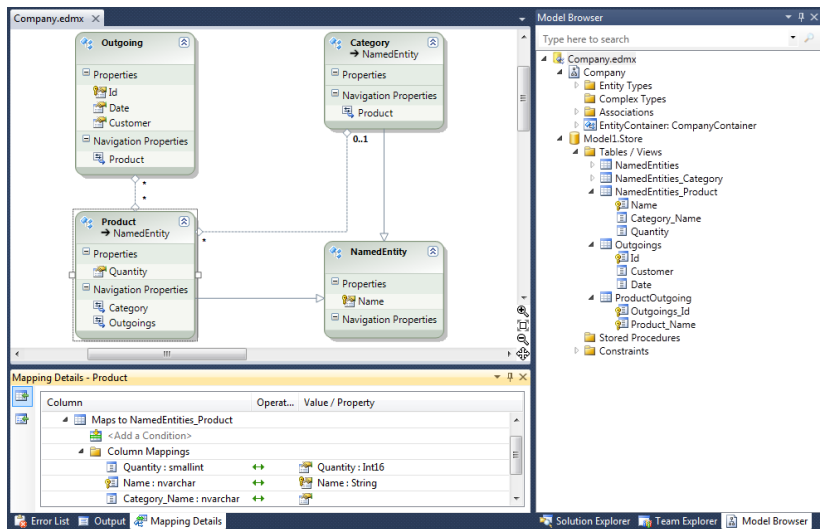 Company.edmx
Outgoing
Properties
Id
Date
Customer
Navigation Properties
Product
Category
NamedEntity
Properties
Navigation Properties
Product
0..1
*
*
Product
NamedEntity
*
Properties
Quantity
Navigation Properties
Category
Outgoings
NamedEntity
Properties
Name
Navigation Properties
Mapping Details - Product
Column Operat... Value / Property
Maps to NamedEntities_Product
<Add a Condition>
Column Mappings
Quantity : smallint Quantity : Int16
Name : nvarchar Name : String
Category_Name : nvarchar
Error List Output Mapping Details
Model Browser
Type here to search
Company.edmx
Company
Entity Types
Complex Types
Associations
EntityContainer: CompanyContainer
Model1.Store
Tables / Views
NamedEntities
NamedEntities_Category
NamedEntities_Product
Name
Category_Name
Quantity
Outgoings
Id
Customer
Date
ProductOutgoing
Outgoings_Id
Product_Name
Stored Procedures
Constraints
Solution Explorer Team Explorer Model Browser